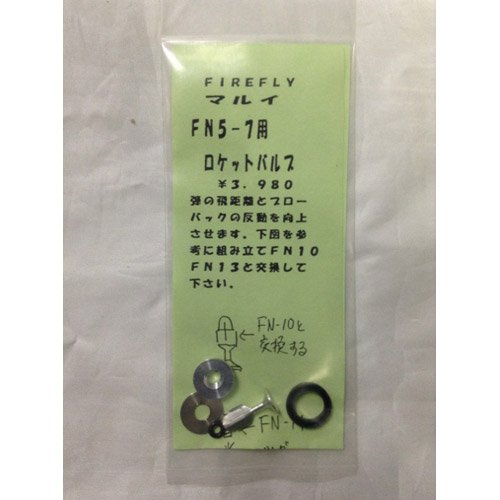 FIREFLY
マルイ
FN5-7用
ロケットバルブ
¥3,980
弾の飛距離とブロー
バックの反動を向上
させます。下図を参
考に組み立てFN10
FN13と交換して
下さい。
FN-10と
交換する
FN-1